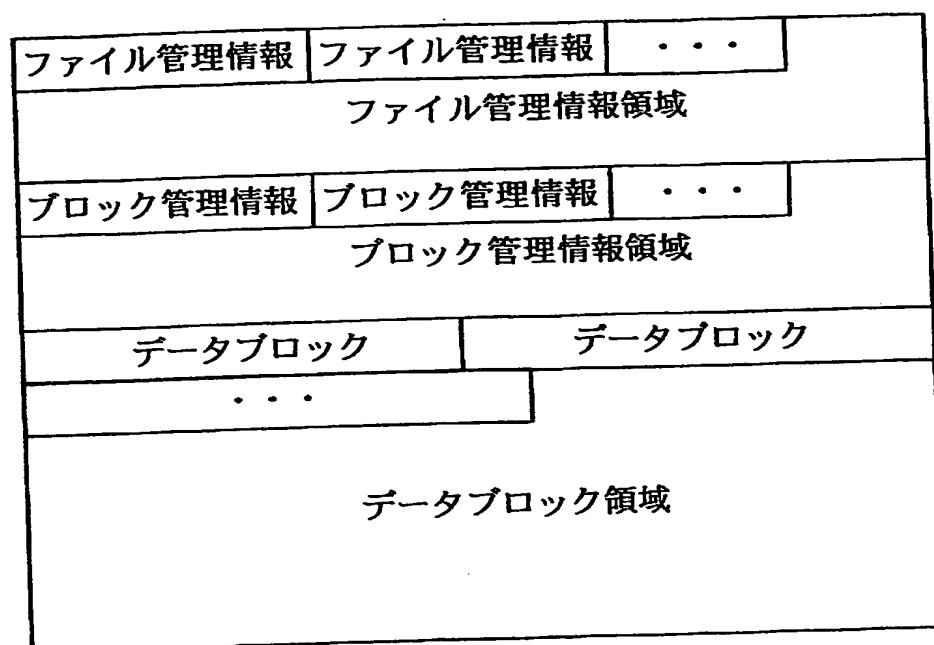 ファイル管理情報 ファイル管理情報 ・・・
ファイル管理情報領域
ブロック管理情報 ブロック管理情報 ・・・
ブロック管理情報領域
データブロック データブロック
・・・
データブロック領域